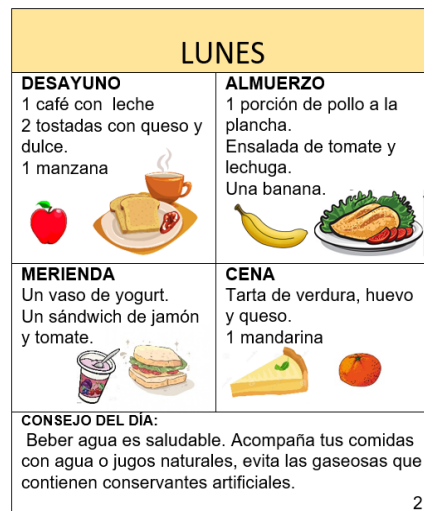 LUNES
DESAYUNO
1 café con  leche
2 tostadas con queso y
dulce.
1 manzana
ALMUERZO
1 porción de pollo a la
plancha.
Ensalada de tomate y
lechuga.
Una banana.
MERIENDA
Un vaso de yogurt.
Un sándwich de jamón
y tomate.
CENA
Tarta de verdura, huevo
y queso.
1 mandarina
CONSEJO DEL DÍA:
Beber agua es saludable. Acompaña tus comidas
con agua o jugos naturales, evita las gaseosas que
contienen conservantes artificiales.
2